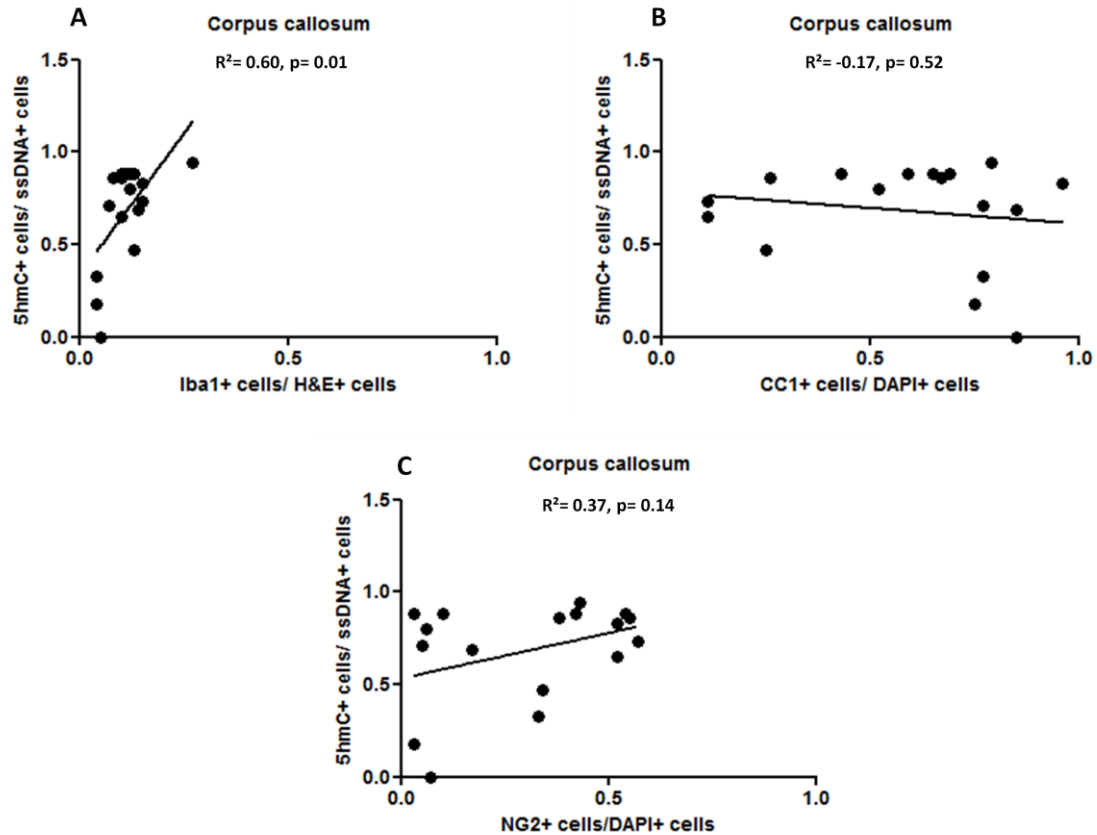 A
Corpus callosum
R²= 0.60, p= 0.01
5hmC+ cells/ ssDNA+ cells
1.5
1.0
0.5
0.0
0.0 0.5 1.0
Iba1+ cells/ H&E+ cells
B
Corpus callosum
R²= -0.17, p= 0.52
5hmC+ cells/ ssDNA+ cells
1.5
1.0
0.5
0.0
0.0 0.5 1.0
CC1+ cells/ DAPI+ cells
C
Corpus callosum
R²= 0.37, p= 0.14
5hmC+ cells/ ssDNA+ cells
1.5
1.0
0.5
0.0
0.0 0.5 1.0
NG2+ cells/DAPI+ cells